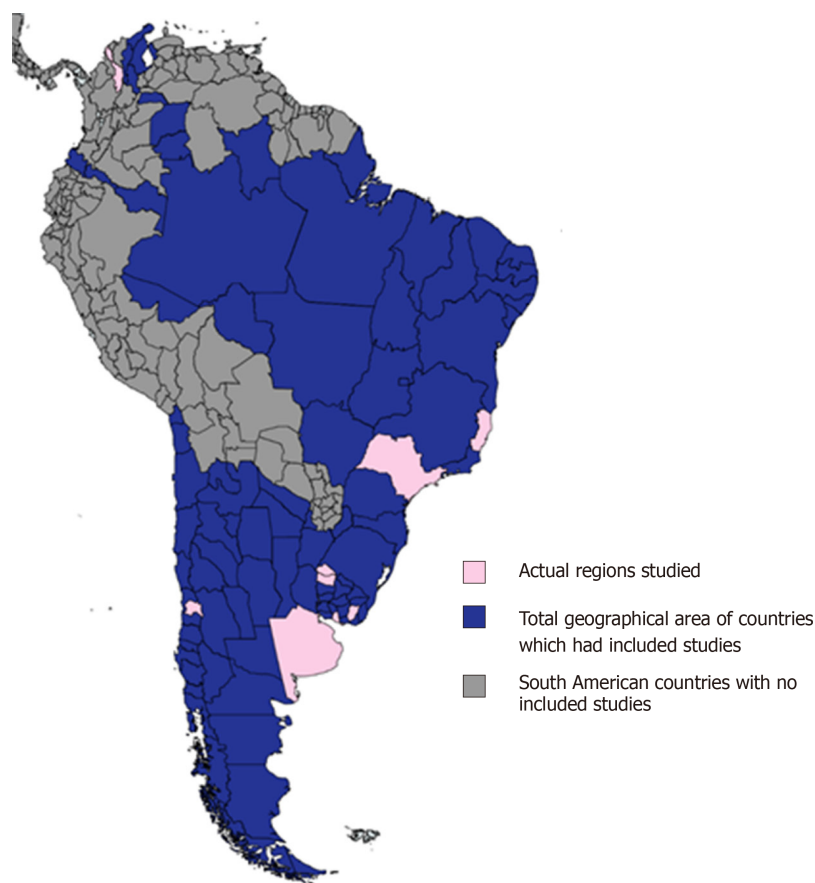 Actual regions studied
Total geographical area of countries
which had included studies
South American countries with no
included studies